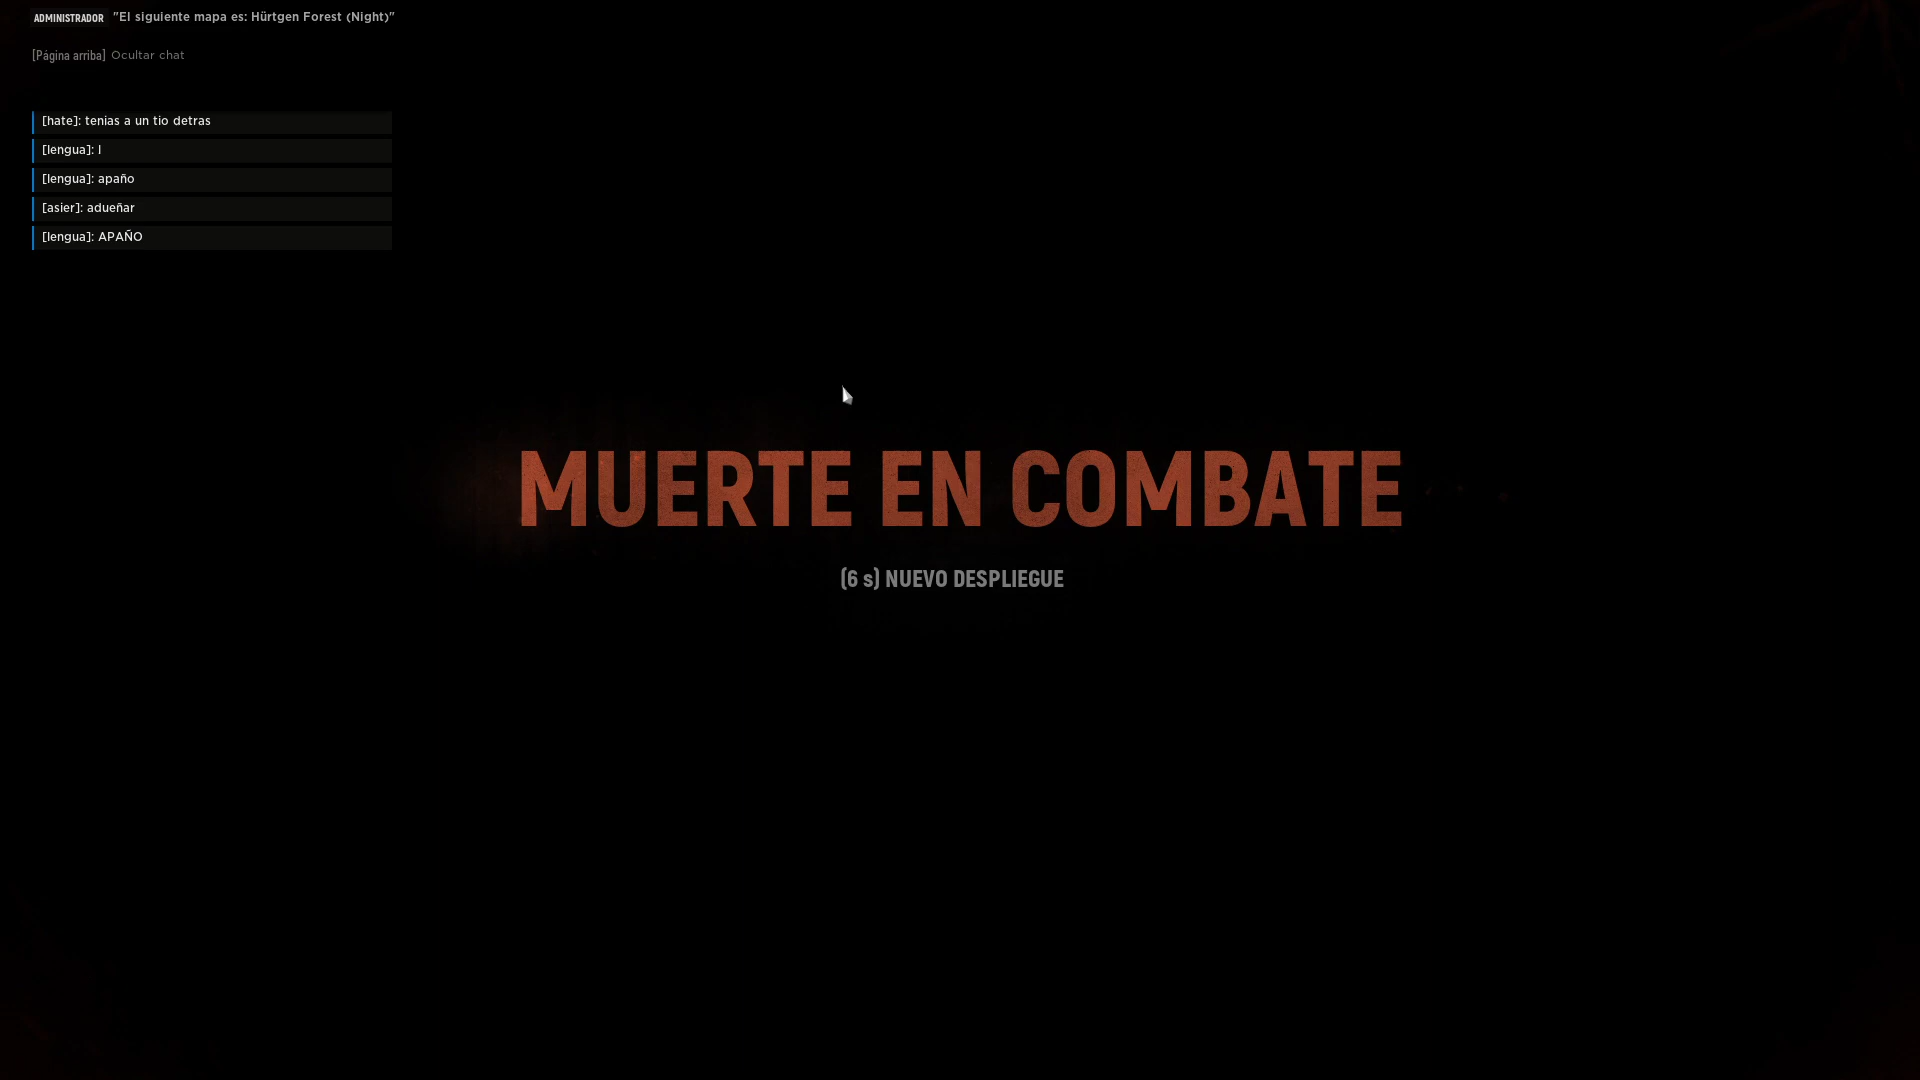 ADMINISTRADOR "El siguiente mapa es: Hürtgen Forest (Night)"
[Página arriba] Ocultar chat
[hate]: tenias a un tio detras
[lengua]: l
[lengua]: apaño
[asier]: adueñar
[lengua]: APAÑO
MUERTE EN COMBATE
(6 s) NUEVO DESPLIEGUE